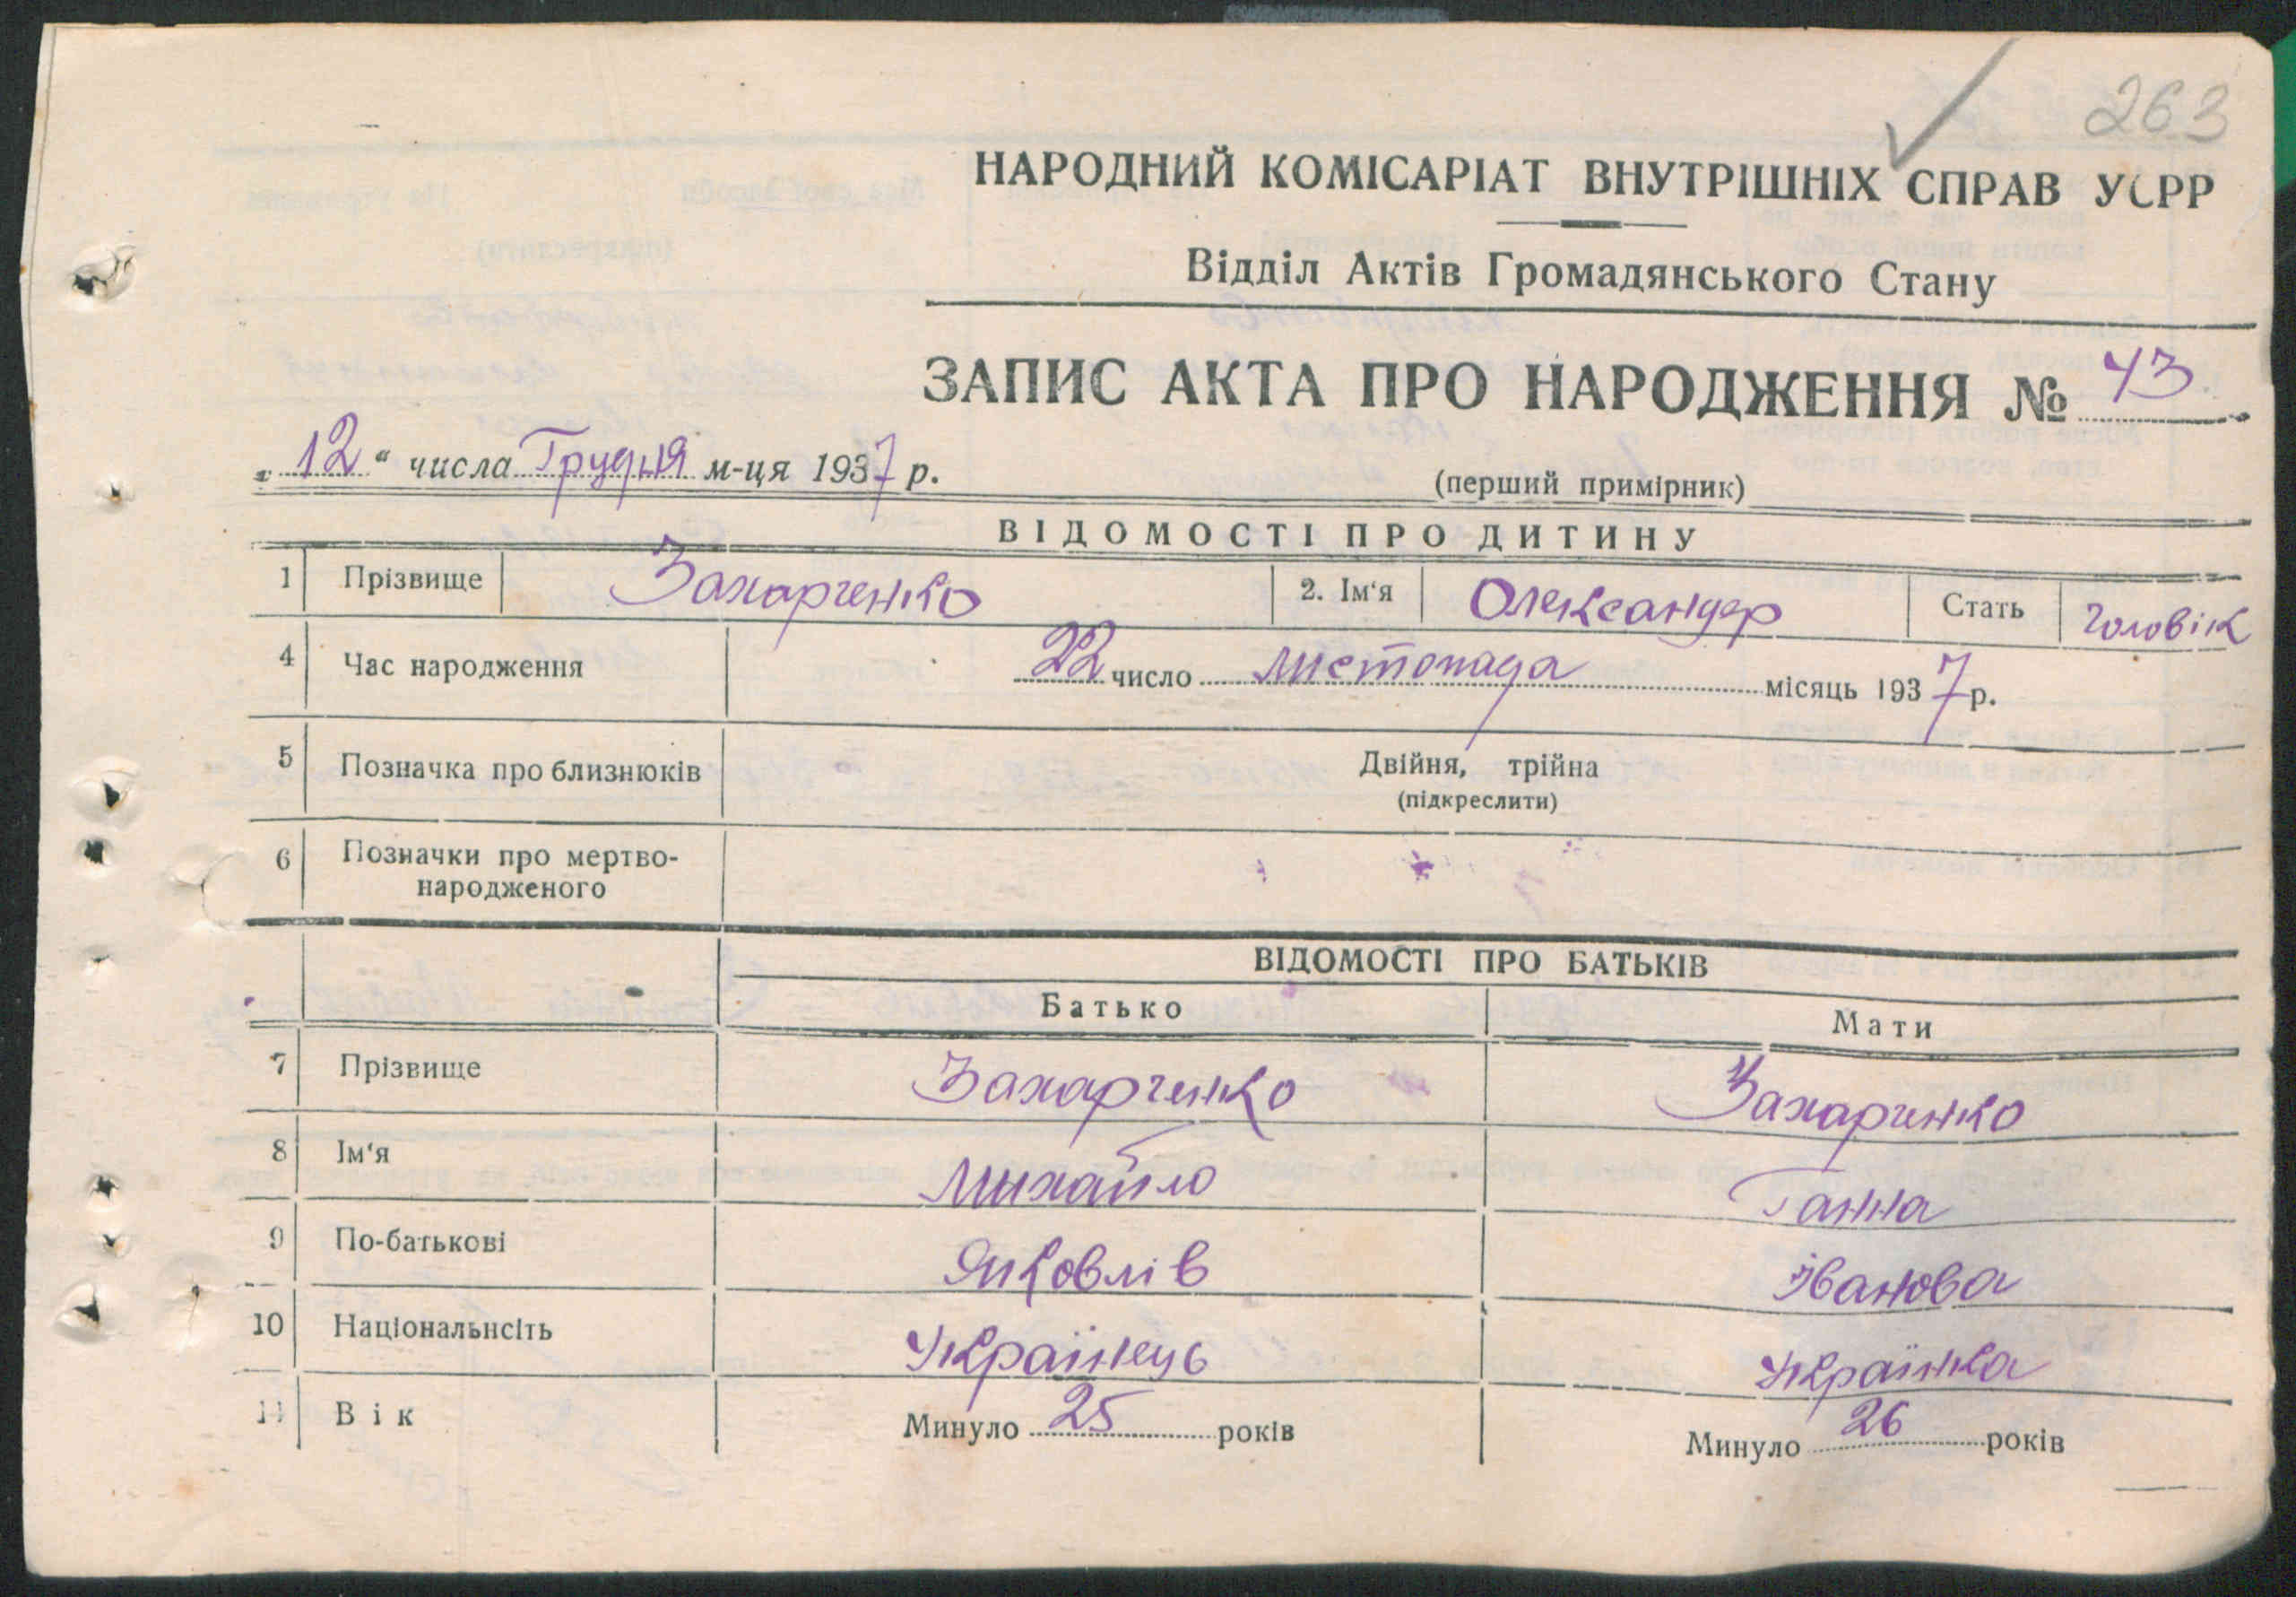 263
НАРОДНИЙ КОМІСАРІАТ ВНУТРІШНІХ СПРАВ УСРР
Відділ Актів Громадянського Стану
ЗАПИС АКТА ПРО НАРОДЖЕННЯ № 43
„12“ числа Грудня м-ця 1937 р.
(перший примірник)
ВІДОМОСТІ ПРО ДИТИНУ
1 Прізвище Захарченко 2. Ім‘я Олександер Стать Чоловік
4 Час народження 22 число листопада місяць 1937 р.
5 Позначка про близнюків Двійня, трійна
(підкреслити)
6 Позначки про мертво-
народженого
ВІДОМОСТІ ПРО БАТЬКІВ
Батько Мати
7 Прізвище Захарченко Захарченко
8 Ім‘я Михайло Ганна
9 По-батькові Яковлів Іванова
10 Національнсіть Українець Українка
11 Вік Минуло 25 років Минуло 26 років